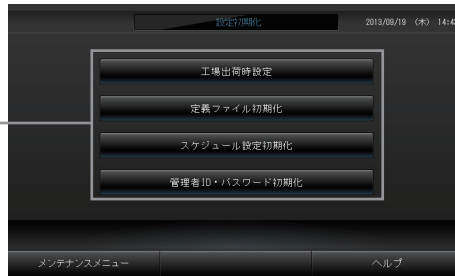 設定初期化
2013/09/19 (木) 14:4
工場出荷時設定
定義ファイル初期化
スケジュール設定初期化
管理者ID・パスワード初期化
メンテナンスメニュー
ヘルプ